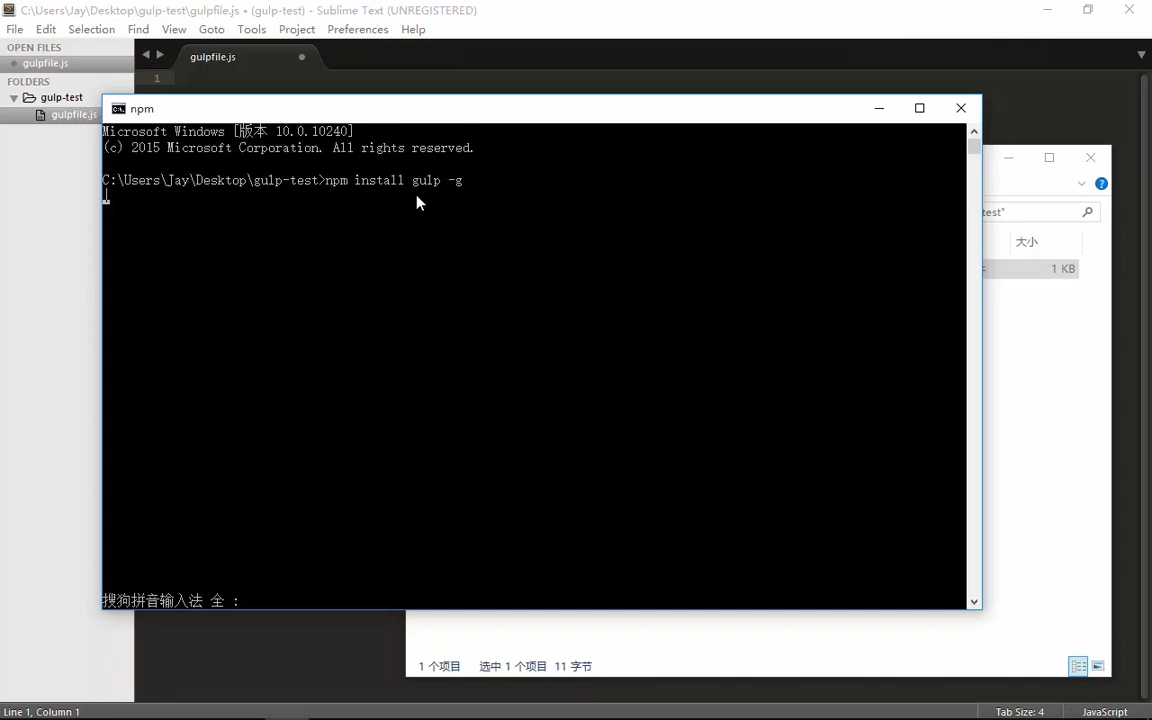 C:\Users\Jay\Desktop\gulp-test\gulpfile.js • (gulp-test) - Sublime Text (UNREGISTERED)
File Edit Selection Find View Goto Tools Project Preferences Help
OPEN FILES
gulpfile.js
FOLDERS
gulp-test
gulpfile.js
gulpfile.js
1
npm
Microsoft Windows [版本 10.0.10240]
(c) 2015 Microsoft Corporation. All rights reserved.
C:\Users\Jay\Desktop\gulp-test>npm install gulp -g
搜狗拼音输入法 全 :
test"
大小
1 KB
1 个项目 选中 1 个项目 11 字节
Line 1, Column 1
Tab Size: 4
JavaScript